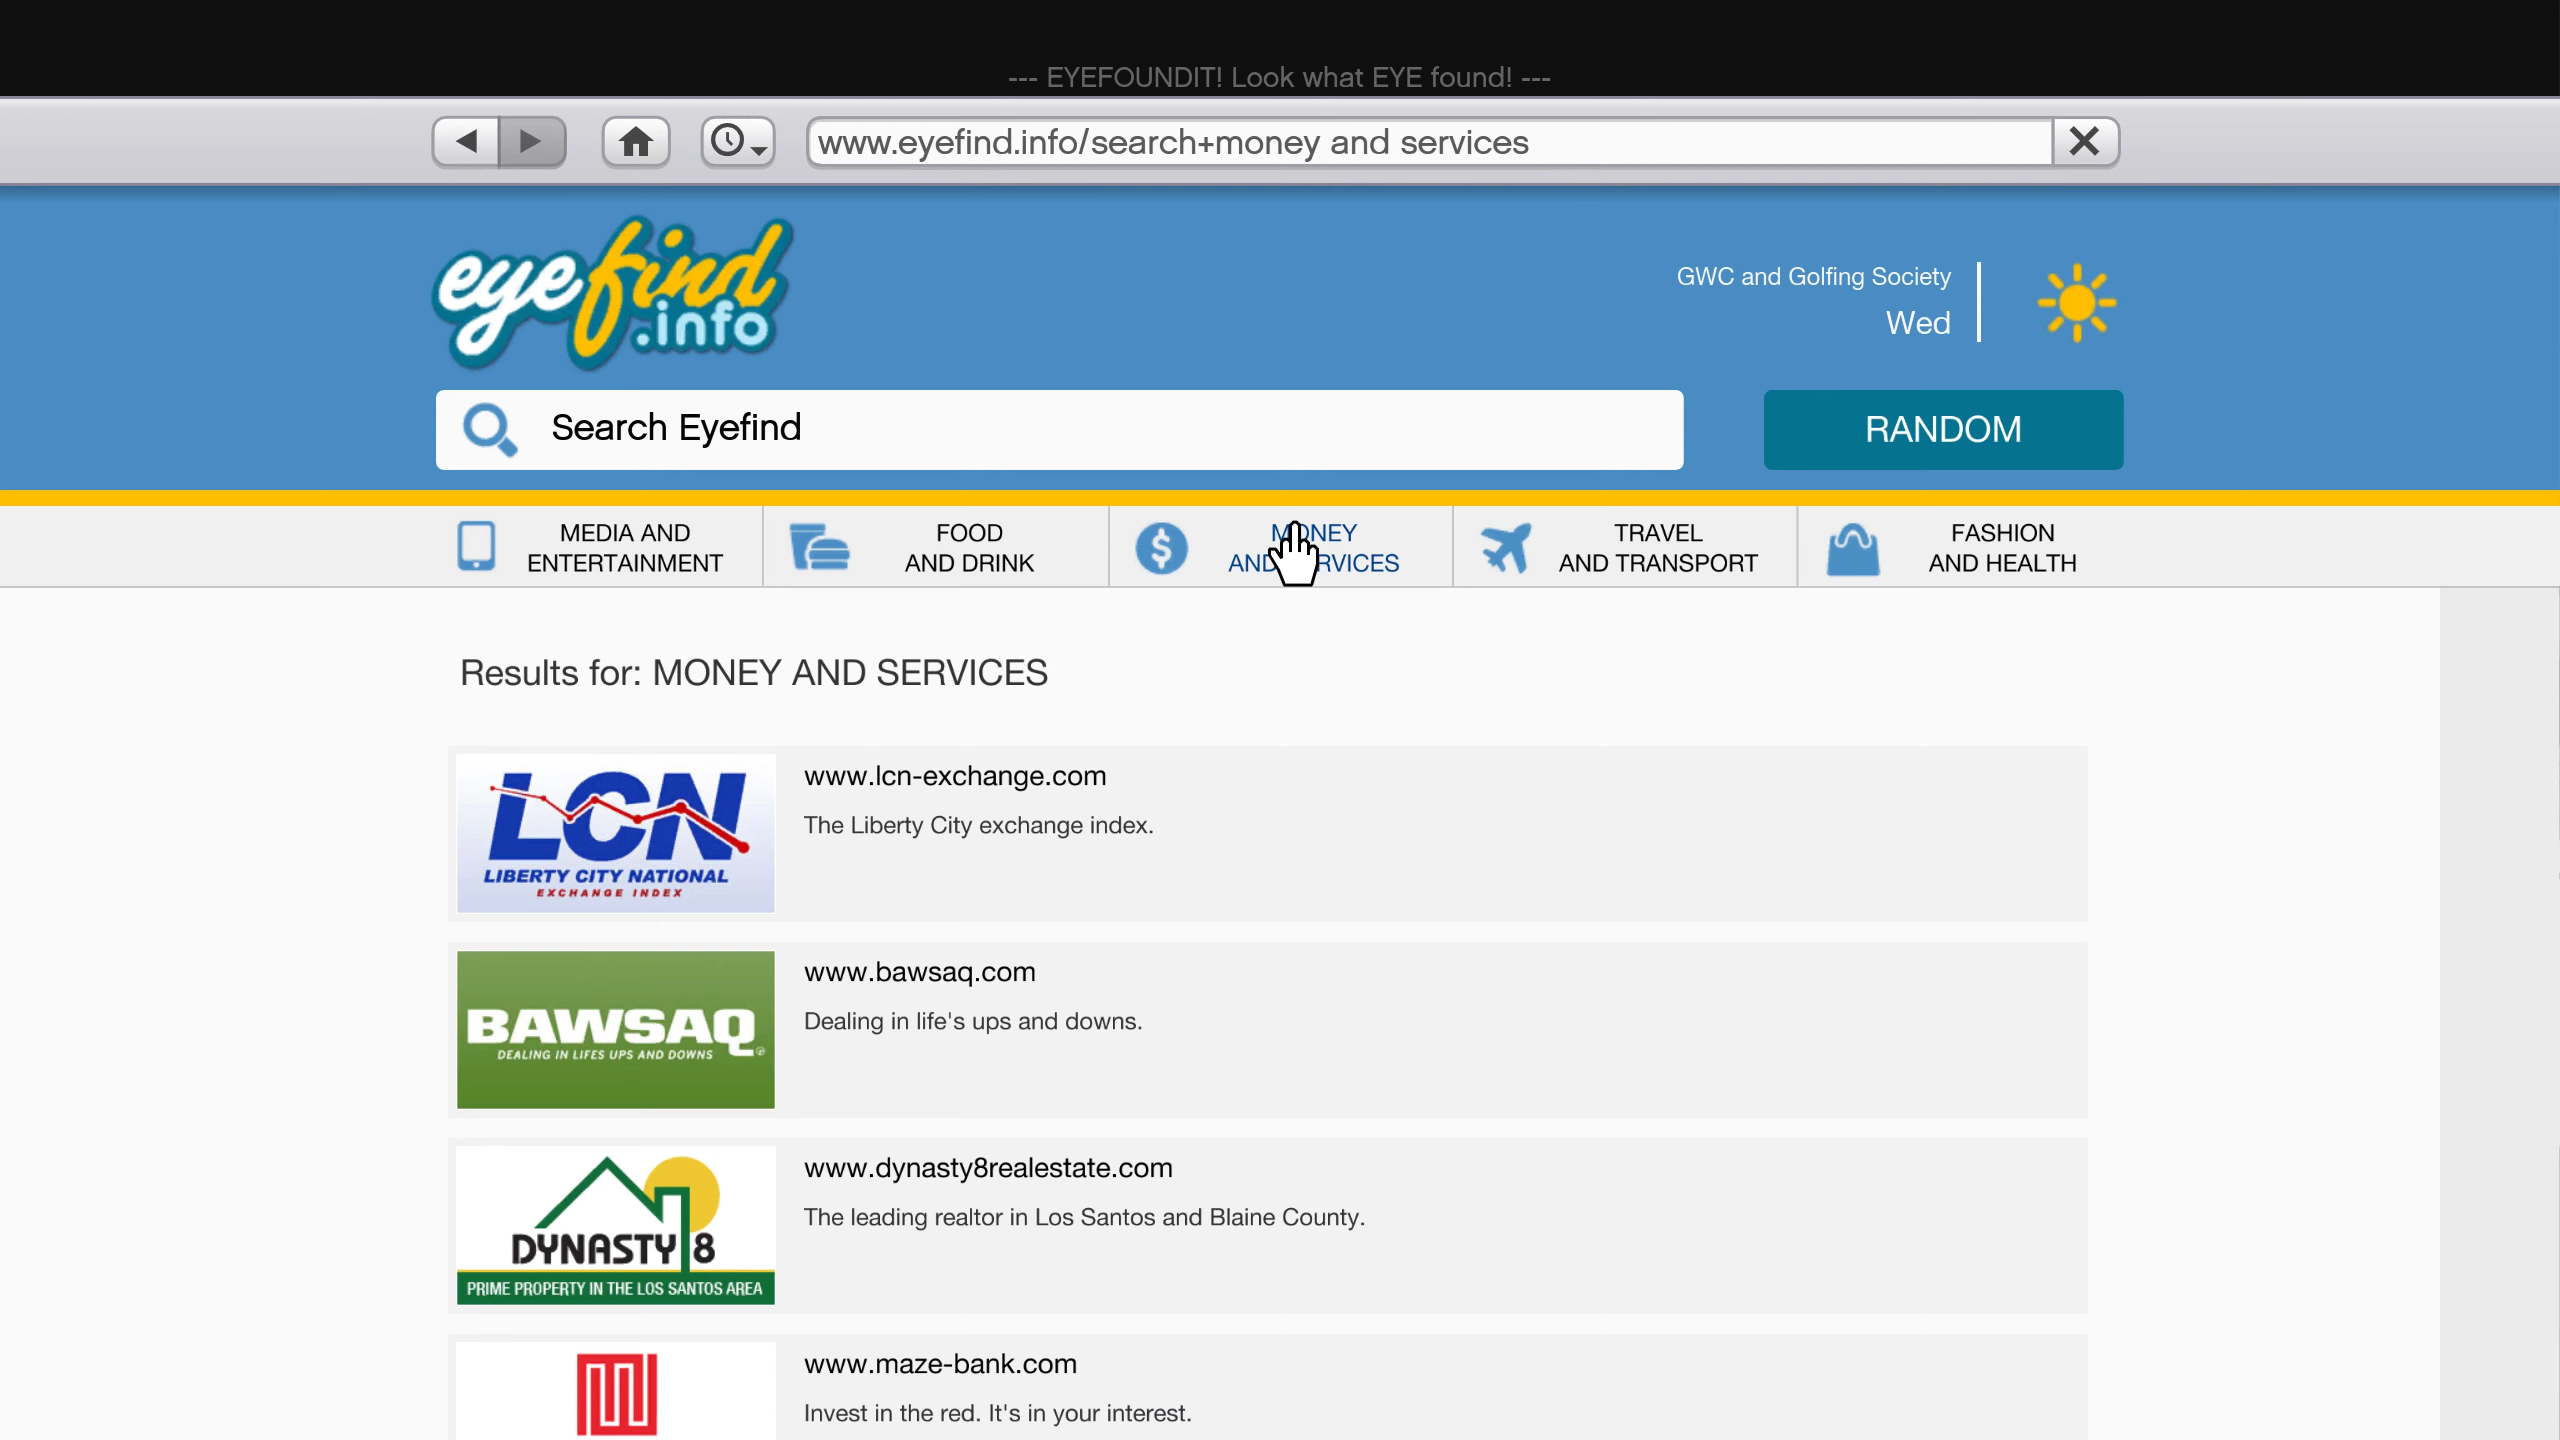 --- EYEFOUNDIT! Look what EYE found! ---
www.eyefind.info/search+money and services
eyefind
.info
GWC and Golfing Society
Wed
Search Eyefind
RANDOM
MEDIA AND
ENTERTAINMENT
FOOD
AND DRINK
MONEY
AND SERVICES
TRAVEL
AND TRANSPORT
FASHION
AND HEALTH
Results for: MONEY AND SERVICES
LCN
LIBERTY CITY NATIONAL
EXCHANGE INDEX
www.lcn-exchange.com
The Liberty City exchange index.
BAWSAQ
DEALING IN LIFES UPS AND DOWNS
www.bawsaq.com
Dealing in life's ups and downs.
DYNASTY 8
PRIME PROPERTY IN THE LOS SANTOS AREA
www.dynasty8realestate.com
The leading realtor in Los Santos and Blaine County.
www.maze-bank.com
Invest in the red. It's in your interest.